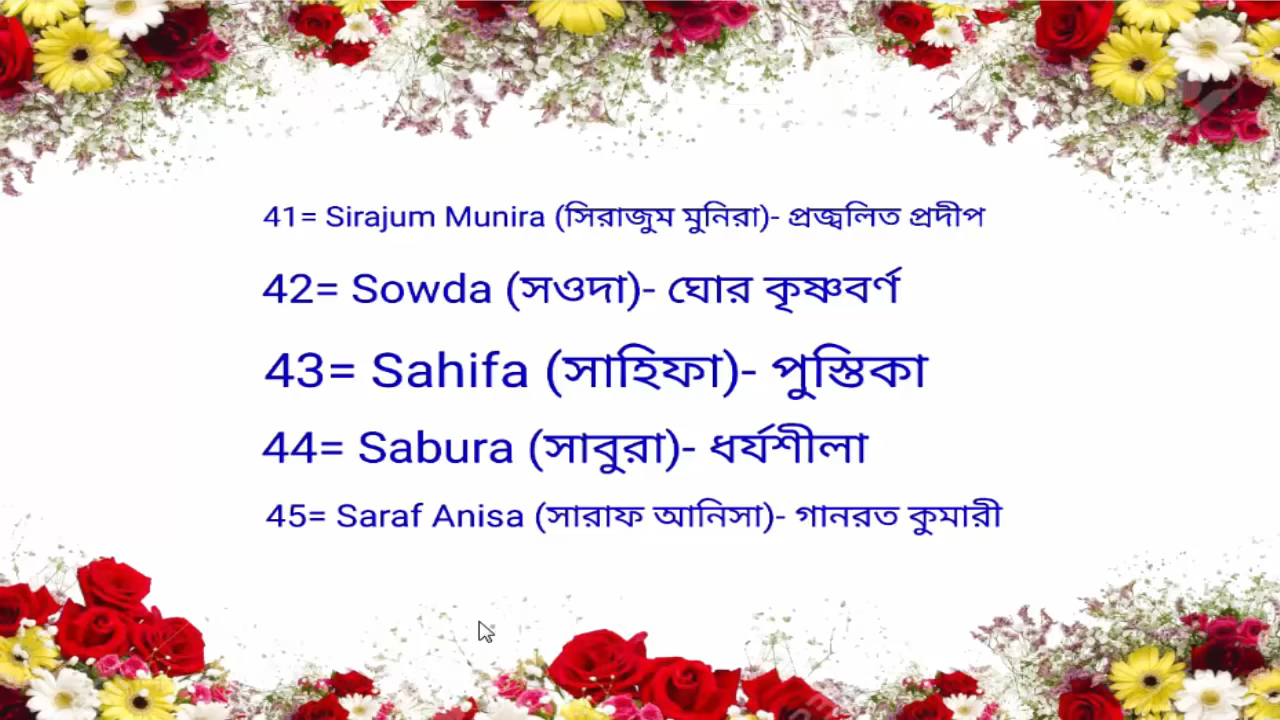 41= Sirajum Munira (সিরাজুম মুনিরা)- প্রজ্বলিত প্রদীপ
42= Sowda (সওদা)- ঘোর কৃষ্ণবর্ণ
43= Sahifa (সাহিফা)- পুস্তিকা
44= Sabura (সাবুরা)- ধর্যশীলা
45= Saraf Anisa (সারাফ আনিসা)- গানরত কুমারী